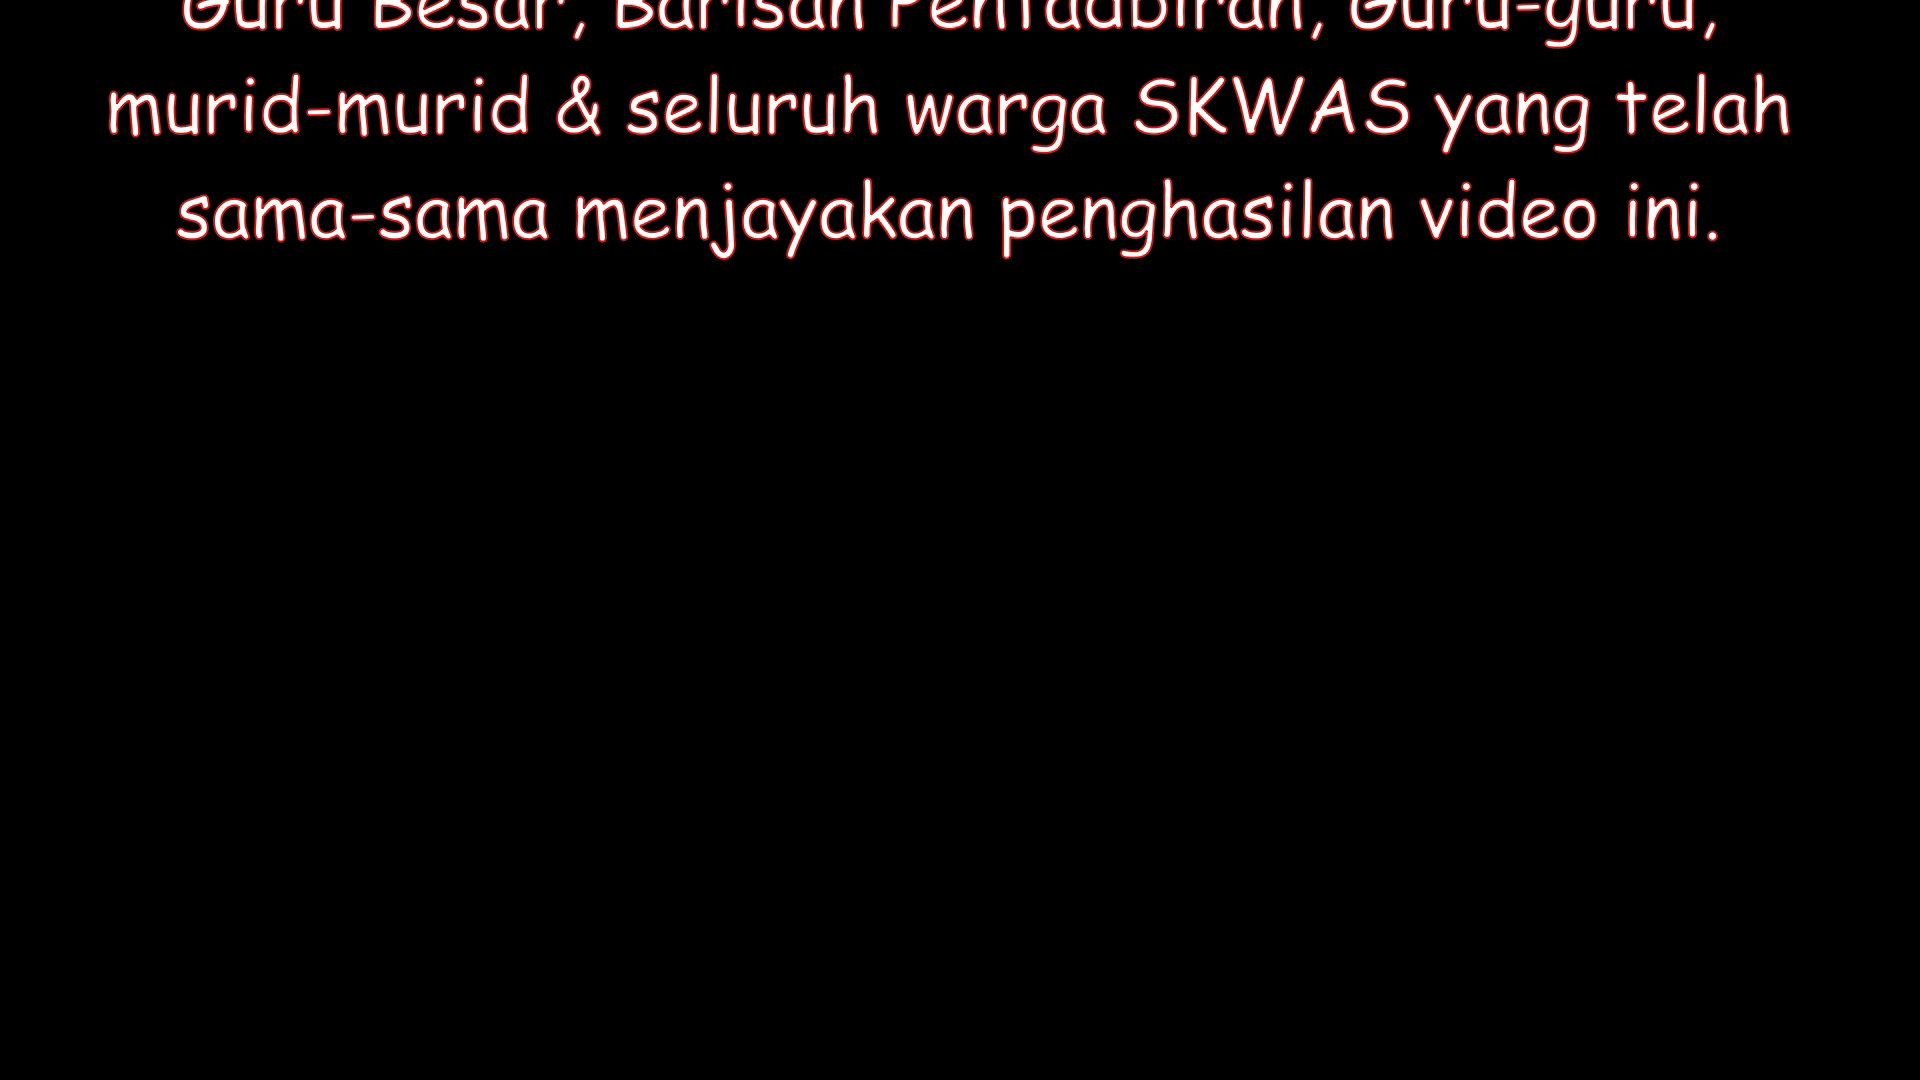 Guru Besar, Barisan Pentadbiran, Guru-guru,
murid-murid & seluruh warga SKWAS yang telah
sama-sama menjayakan penghasilan video ini.